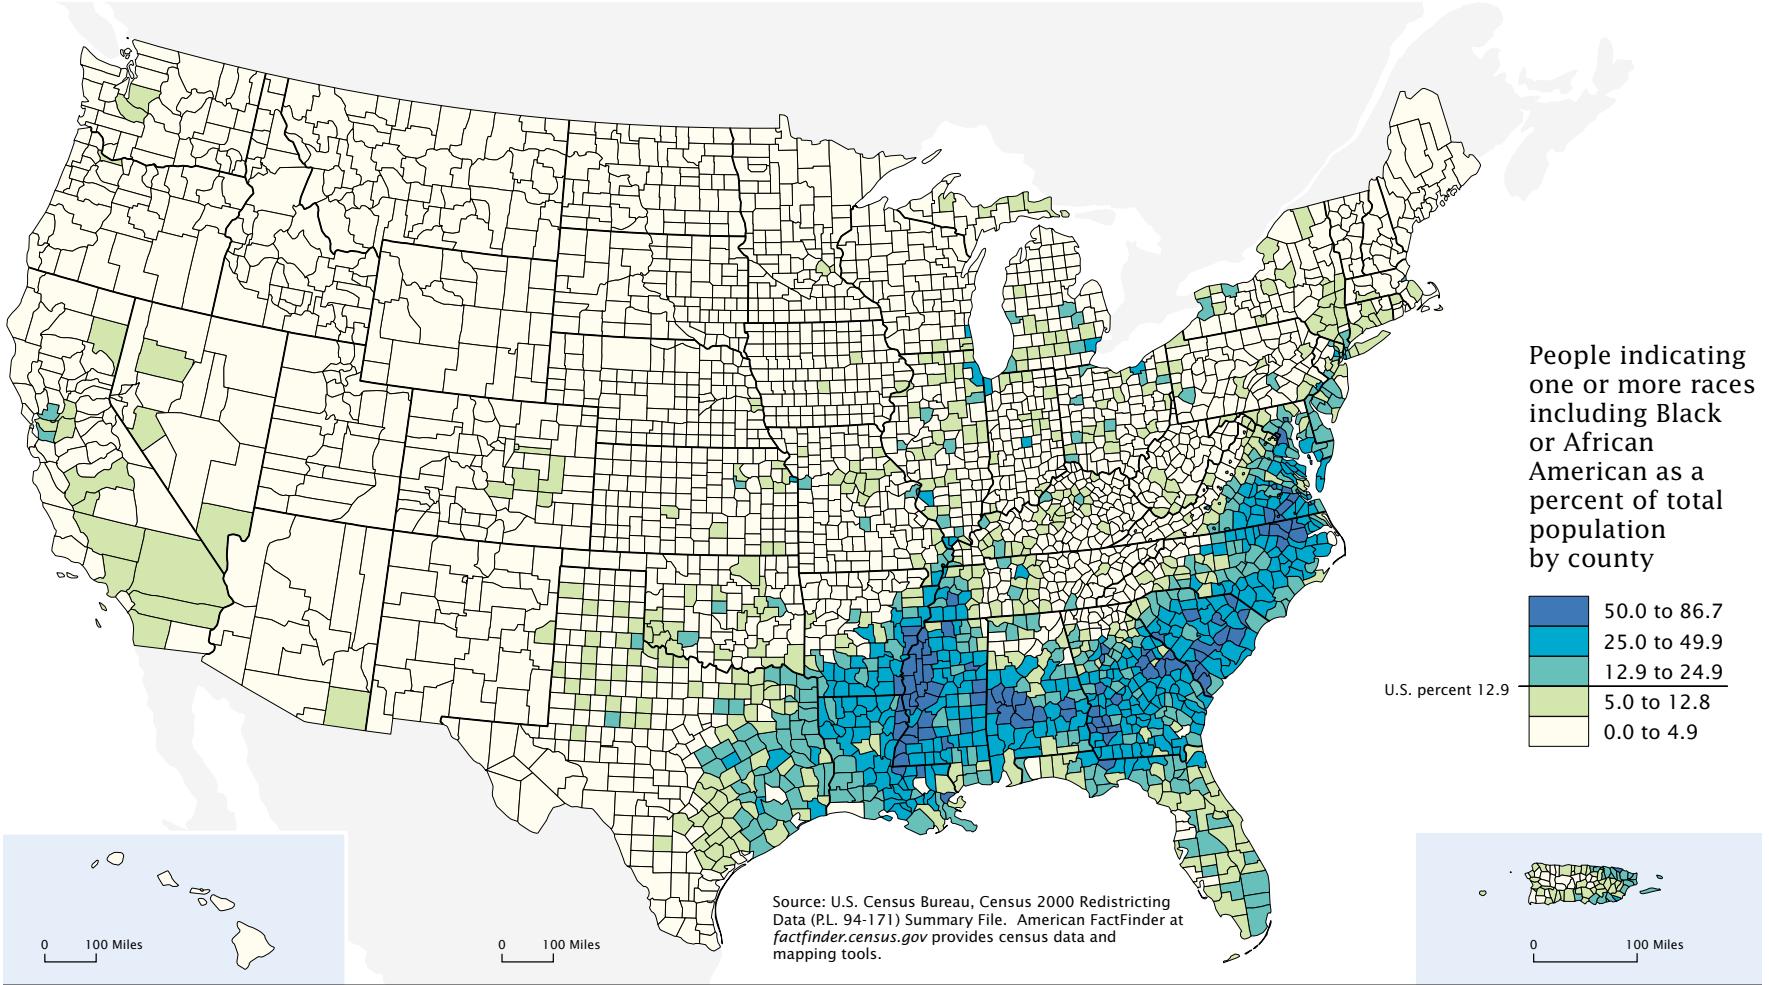 People indicating
one or more races
including Black
or African
American as a
percent of total
population
by county
50.0 to 86.7
25.0 to 49.9
12.9 to 24.9
U.S. percent 12.9
5.0 to 12.8
0.0 to 4.9
Source: U.S. Census Bureau, Census 2000 Redistricting
Data (P.L. 94-171) Summary File. American FactFinder at
factfinder.census.gov provides census data and
mapping tools.
0 100 Miles
0 100 Miles
0 100 Miles